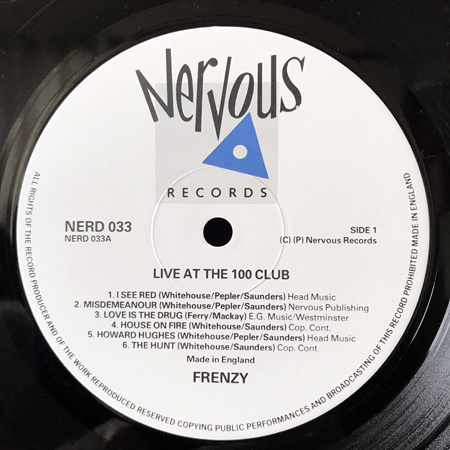 Nervous
RECORDS
NERD 033
NERD 033A
SIDE 1
(C) (P) Nervous Records
LIVE AT THE 100 CLUB
1. I SEE RED (Whitehouse/Pepler/Saunders) Head Music
2. MISDEMEANOUR (Whitehouse/Pepler/Saunders) Nervous Publishing
3. LOVE IS THE DRUG (Ferry/Mackay) E.G. Music/Westminster
4. HOUSE ON FIRE (Whitehouse/Saunders) Cop. Cont.
5. HOWARD HUGHES (Whitehouse/Pepler/Saunders) Head Music
6. THE HUNT (Whitehouse/Saunders) Cop. Cont.
Made in England
FRENZY
ALL RIGHTS OF THE RECORD PRODUCER AND OF THE WORK REPRODUCED RESERVED COPYING PUBLIC PERFORMANCES AND BROADCASTING OF THIS RECORD PROHIBITED MADE IN ENGLAND